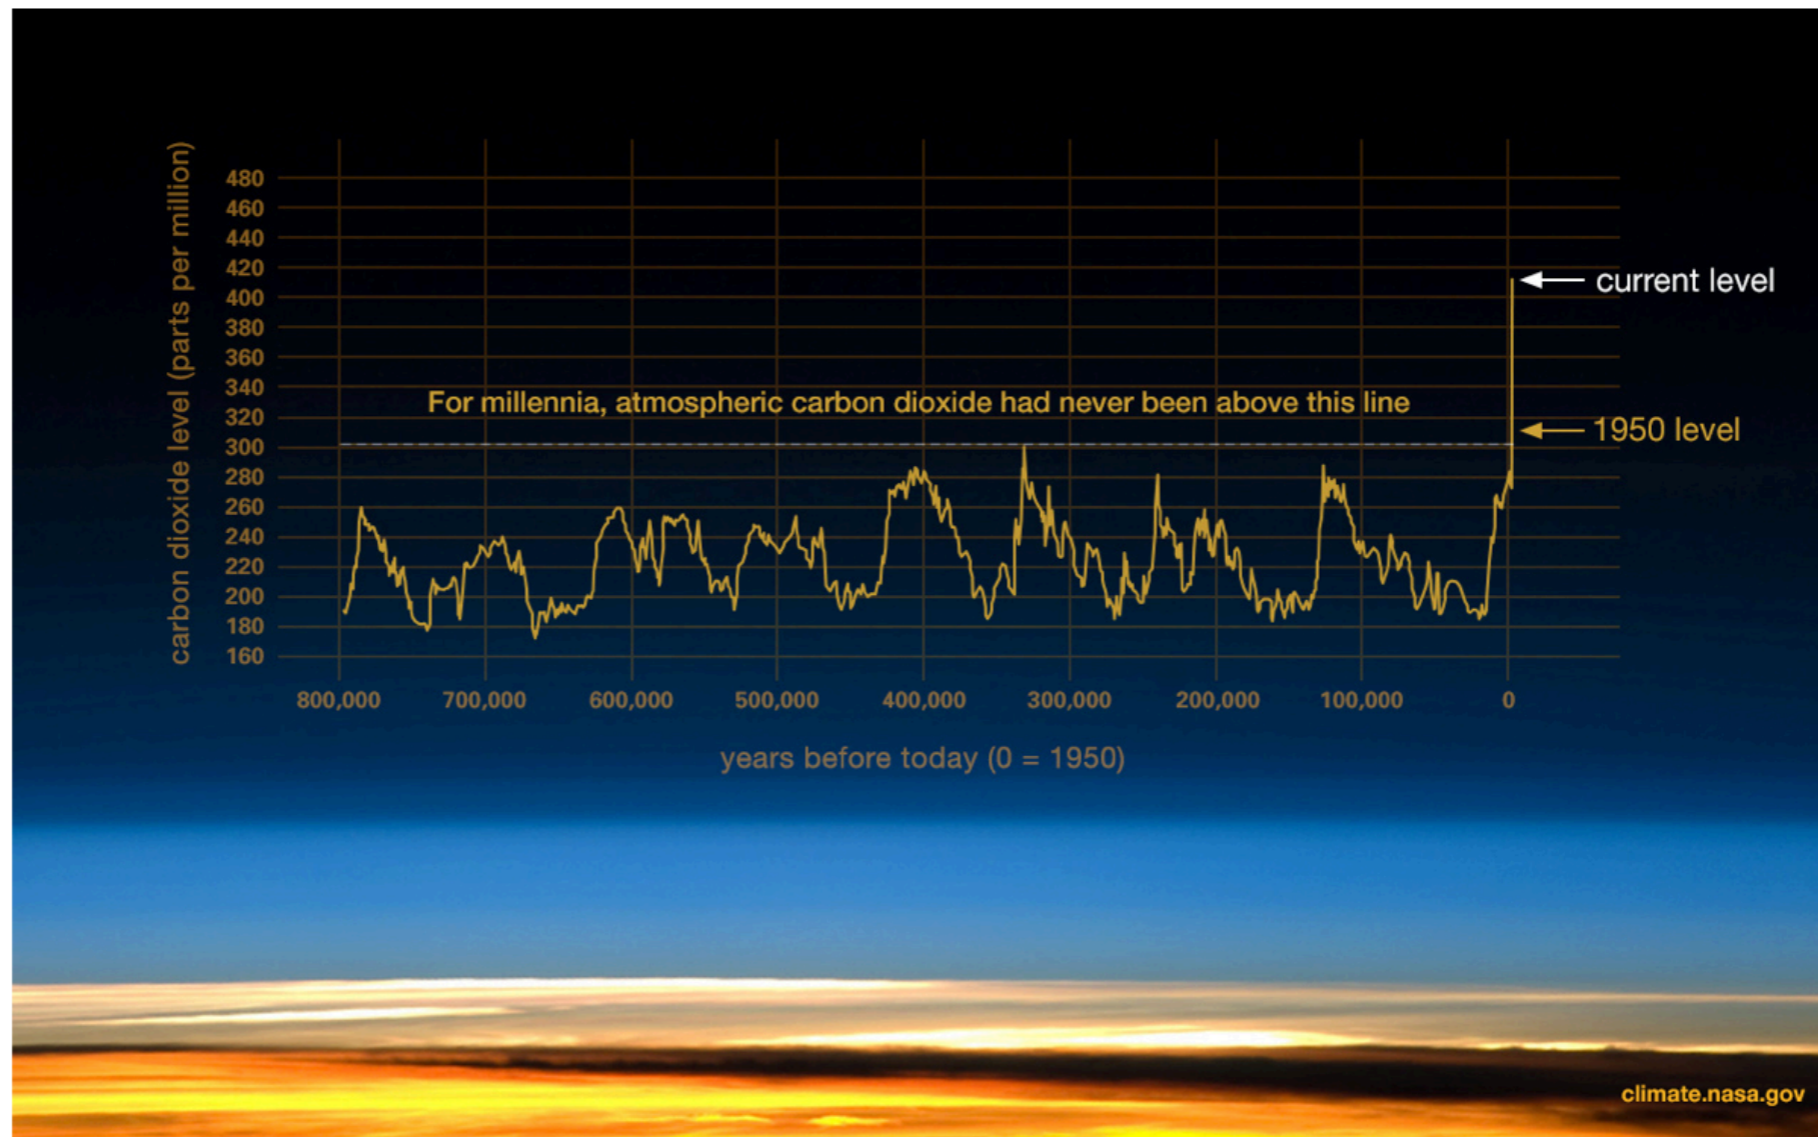 carbon dioxide level (parts per million)
480
460
440
420
400
380
360
340
320
300
280
260
240
220
200
180
160
current level
For millennia, atmospheric carbon dioxide had never been above this line
1950 level
800,000 700,000 600,000 500,000 400,000 300,000 200,000 100,000 0
years before today (0 = 1950)
climate.nasa.gov